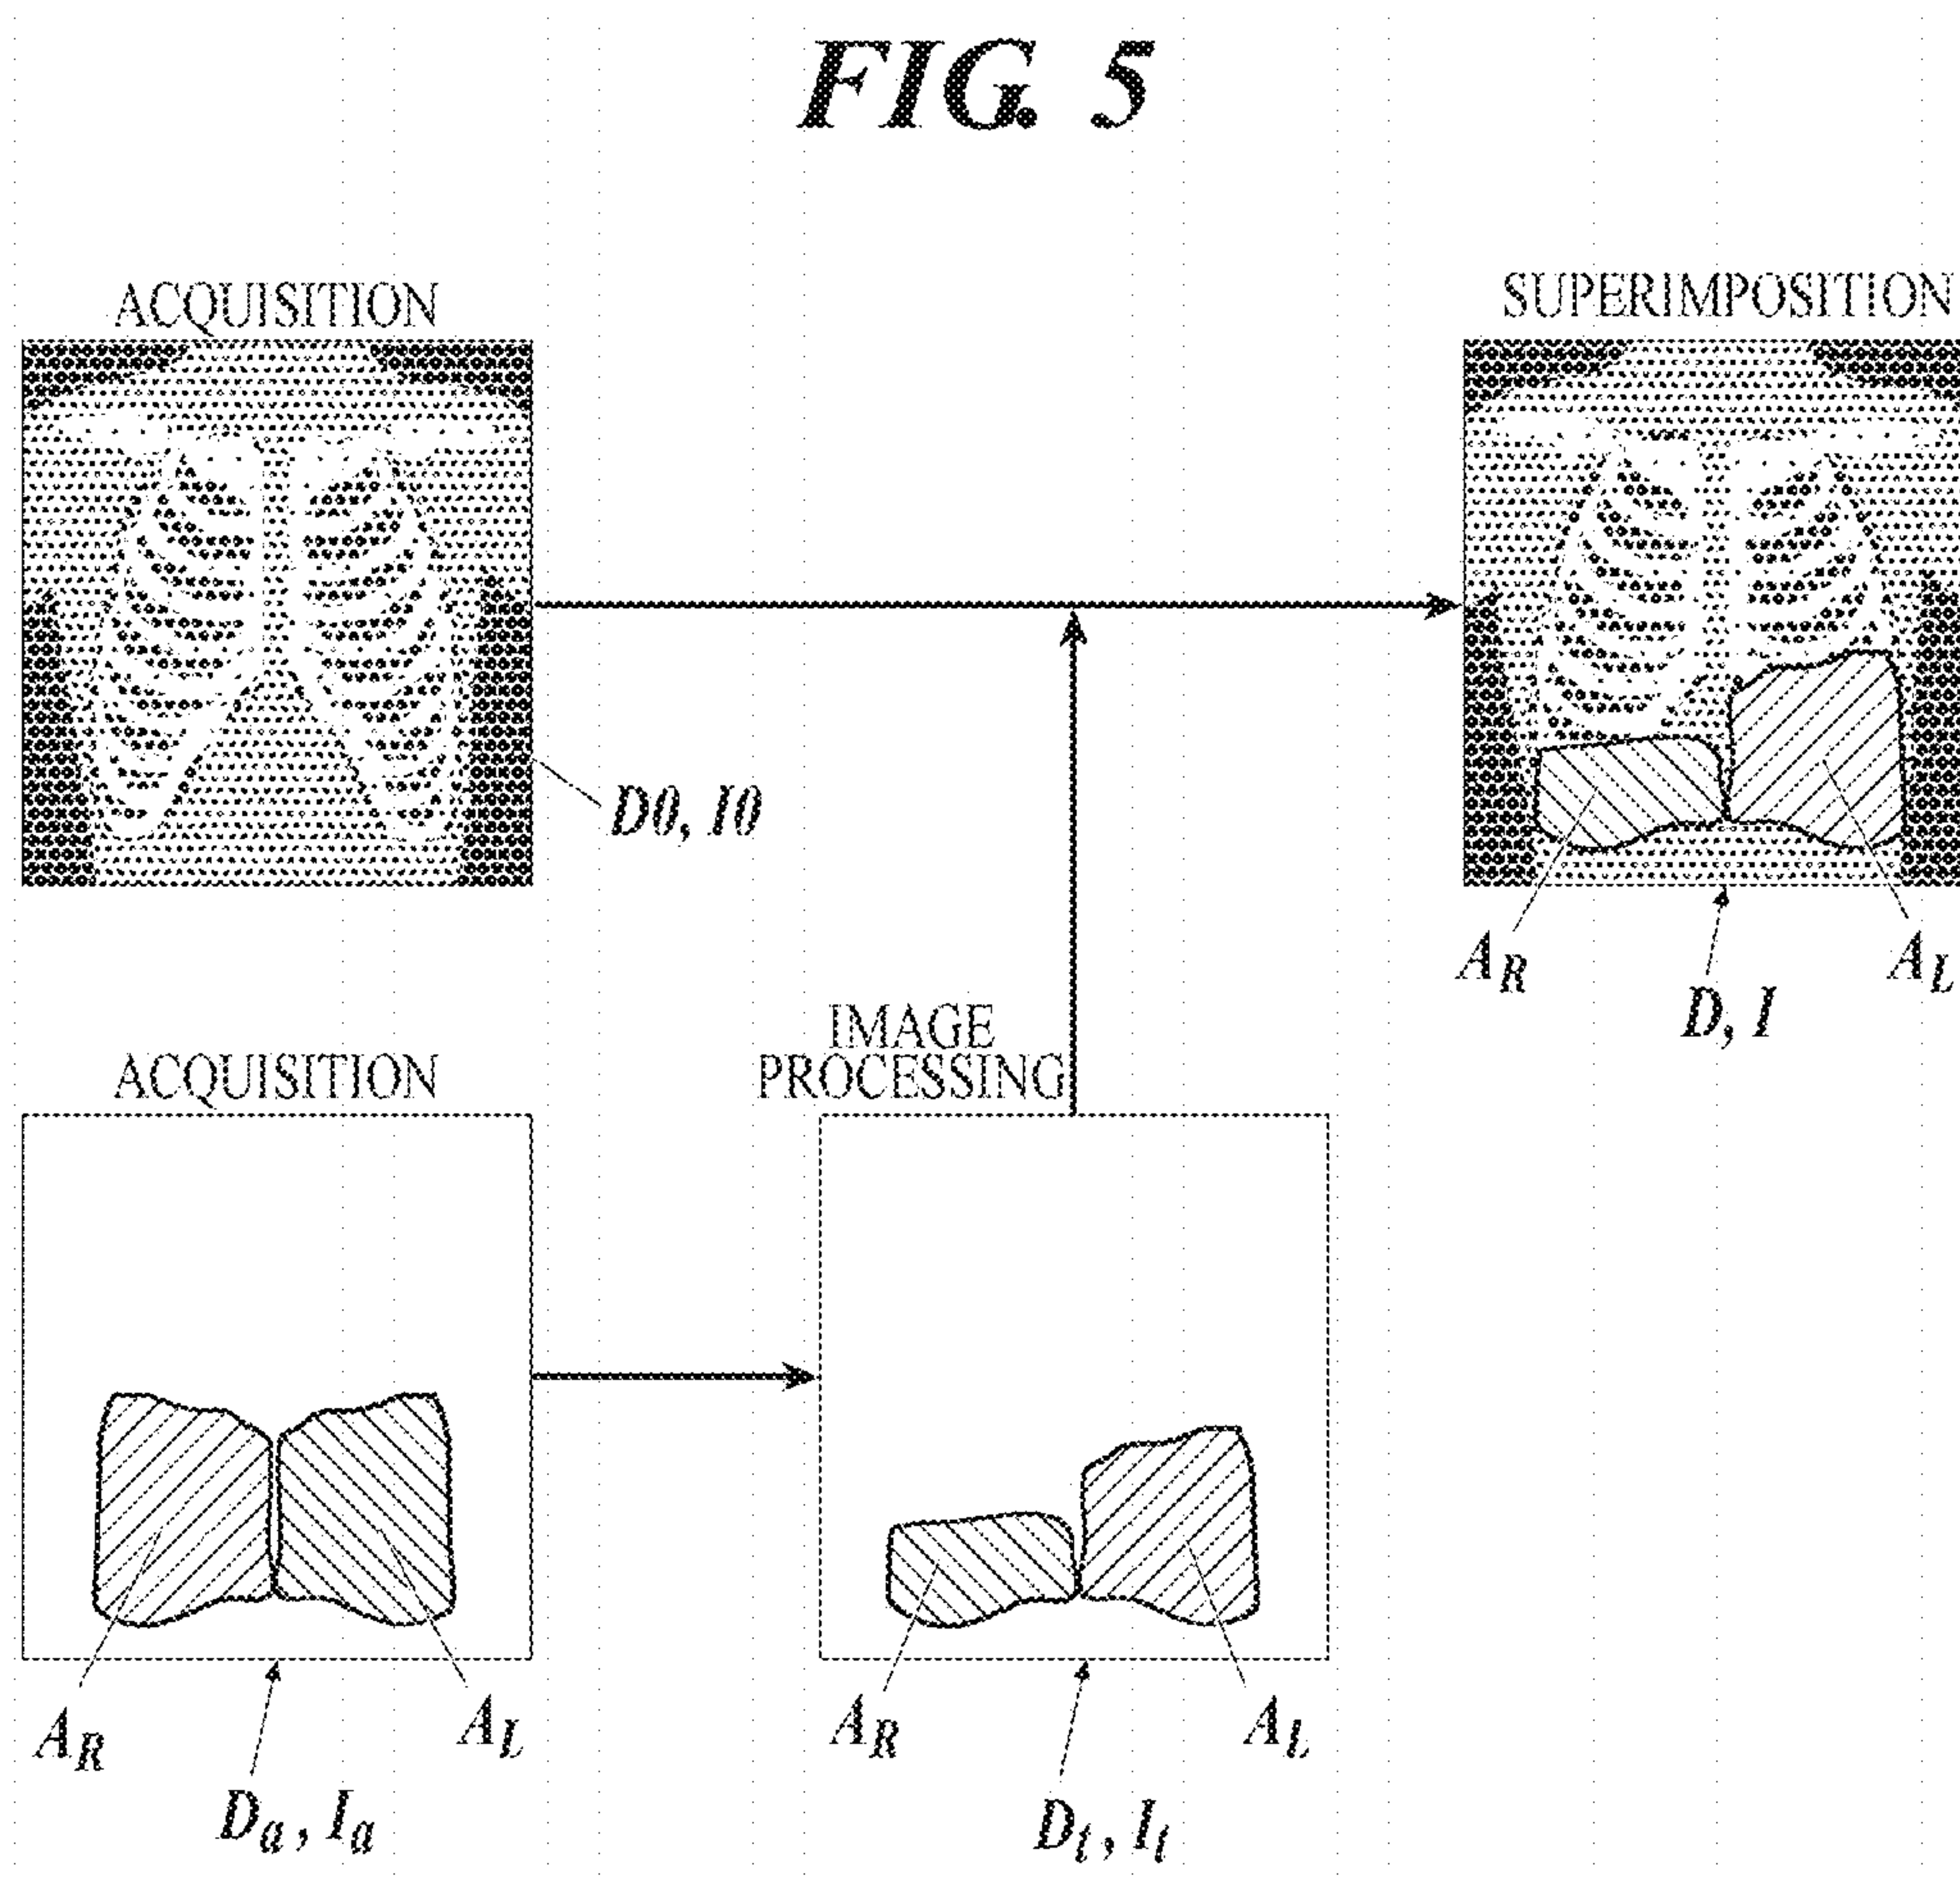 FIG. 5
ACQUISITION
SUPERIMPOSITION
D0, I0
A_R
A_L
D, I
ACQUISITION
IMAGE
PROCESSING
A_R
A_L
A_R
A_L
D_a, I_a
D_t, I_t